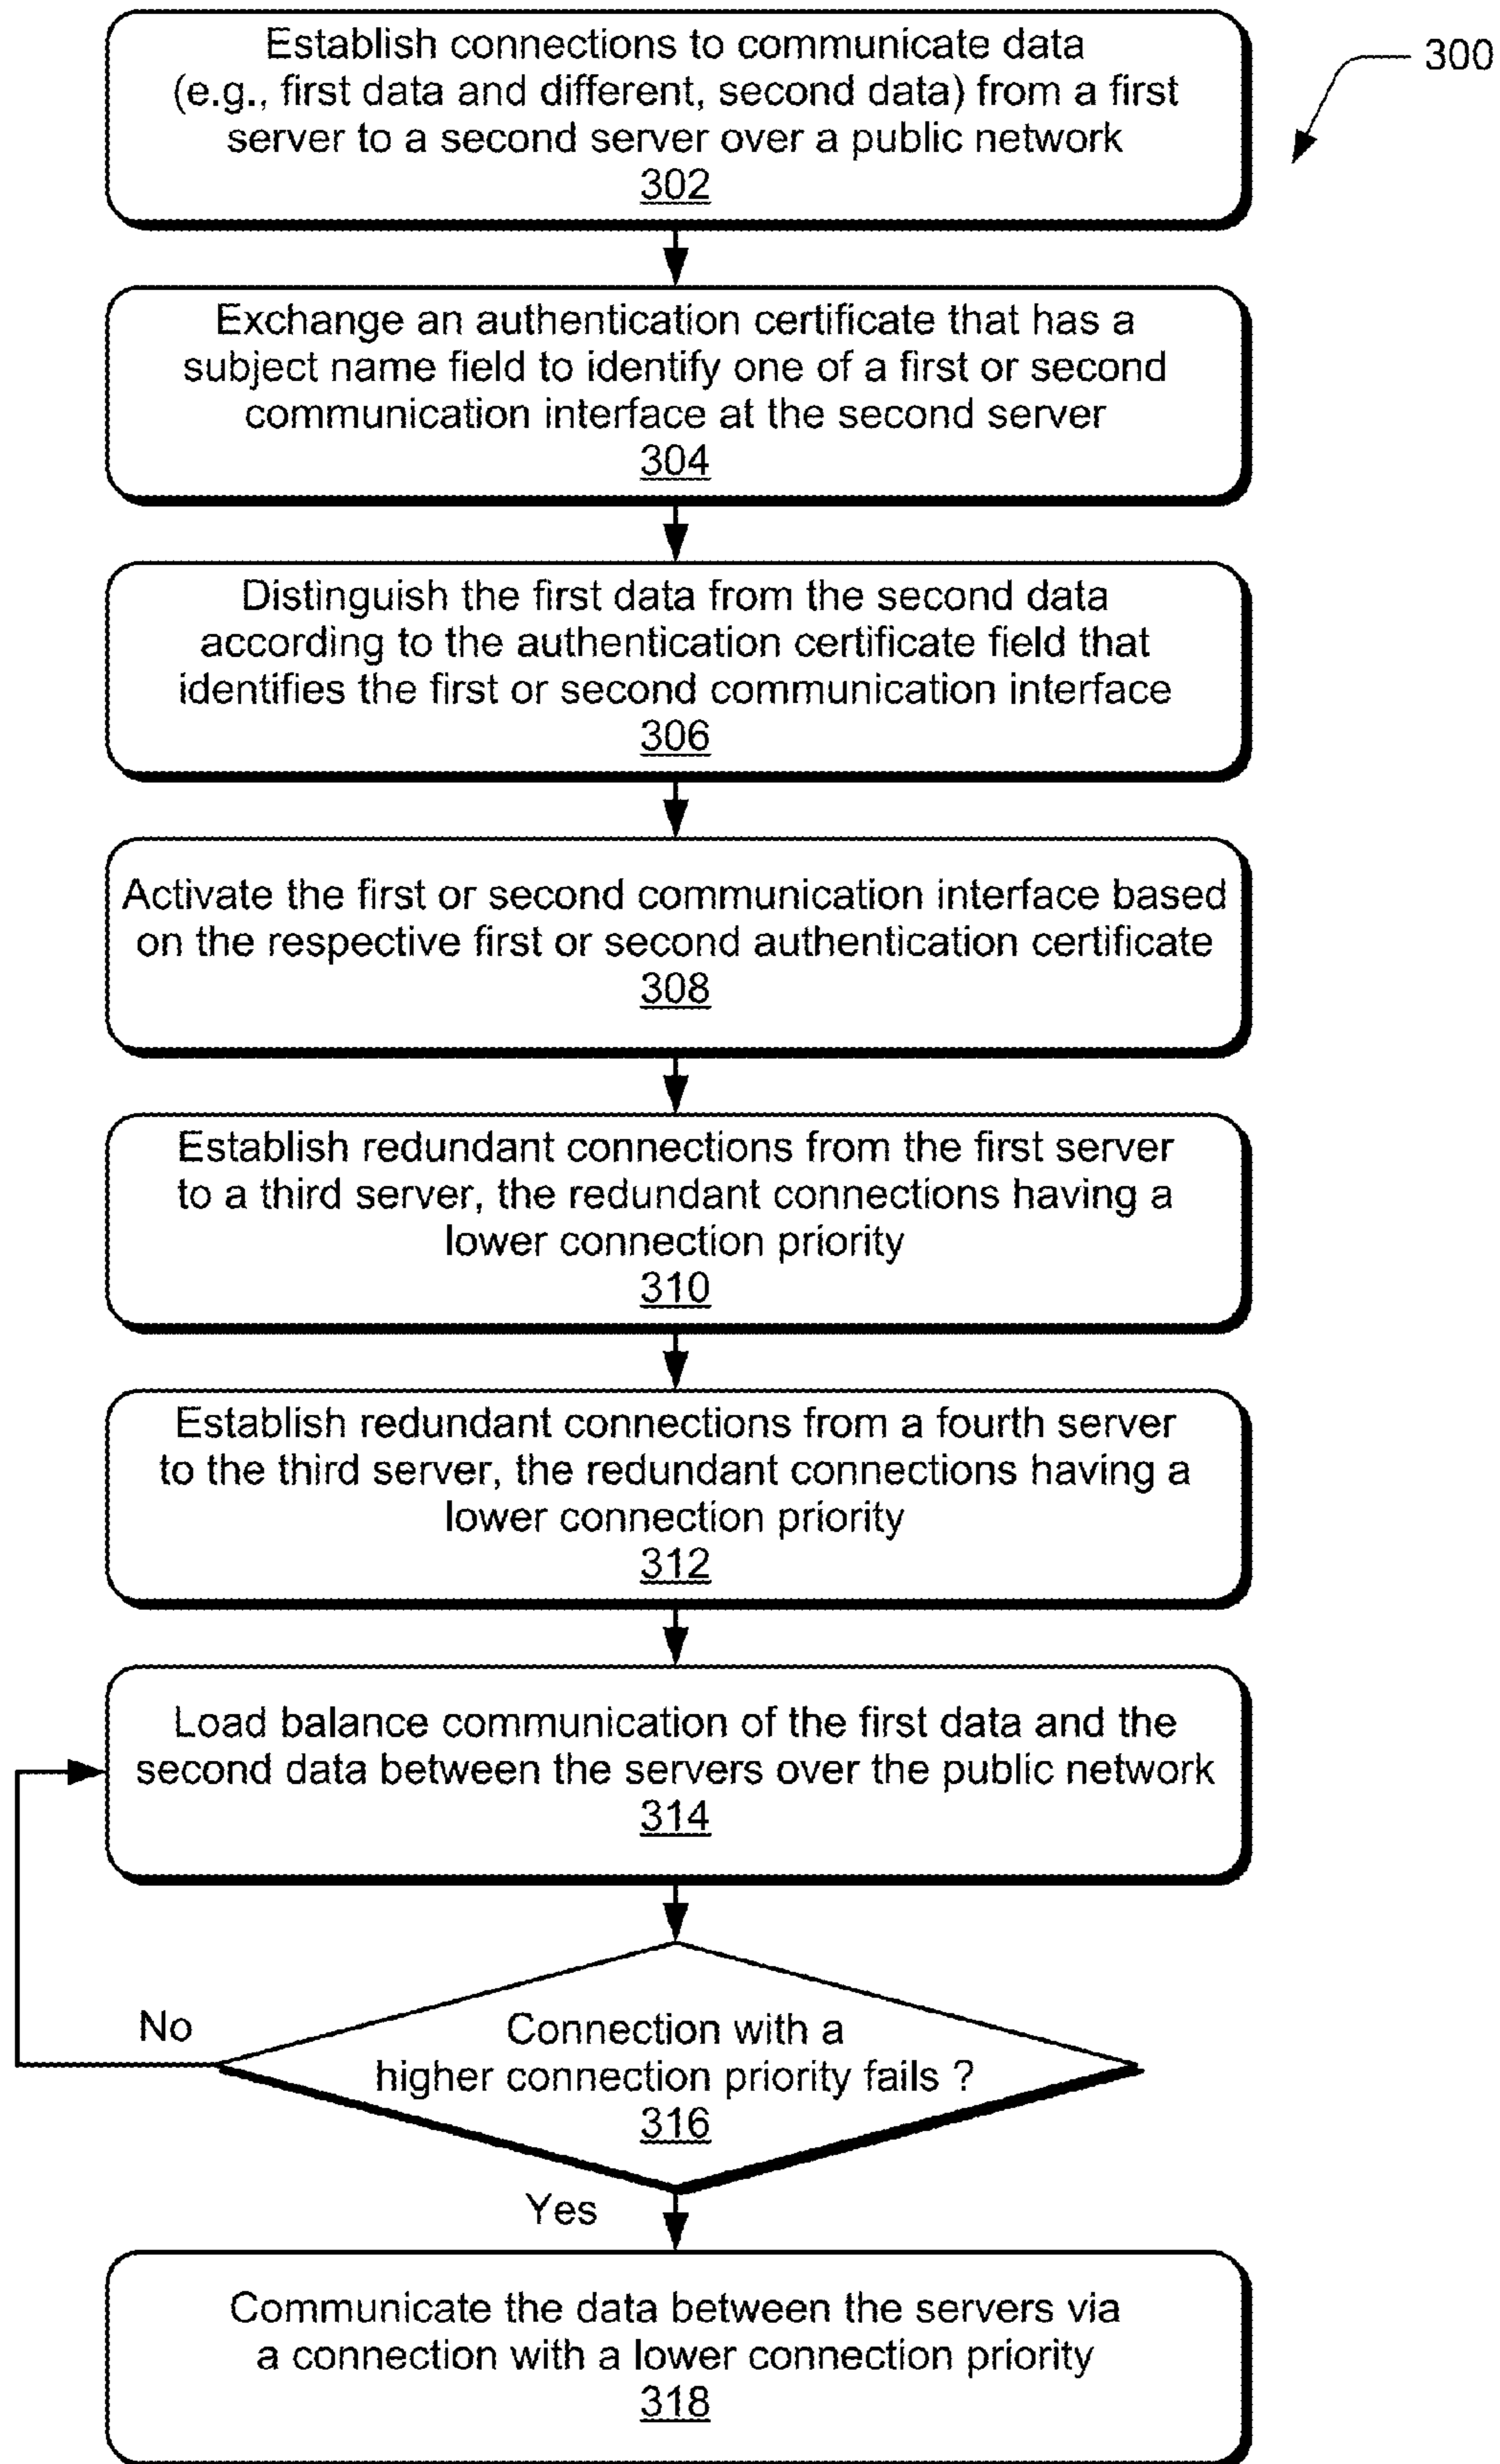 Establish connections to communicate data
(e.g., first data and different, second data) from a first
server to a second server over a public network
302
300
Exchange an authentication certificate that has a
subject name field to identify one of a first or second
communication interface at the second server
304
Distinguish the first data from the second data
according to the authentication certificate field that
identifies the first or second communication interface
306
Activate the first or second communication interface based
on the respective first or second authentication certificate
308
Establish redundant connections from the first server
to a third server, the redundant connections having a
lower connection priority
310
Establish redundant connections from a fourth server
to the third server, the redundant connections having a
lower connection priority
312
Load balance communication of the first data and the
second data between the servers over the public network
314
No
Connection with a
higher connection priority fails ?
316
Yes
Communicate the data between the servers via
a connection with a lower connection priority
318